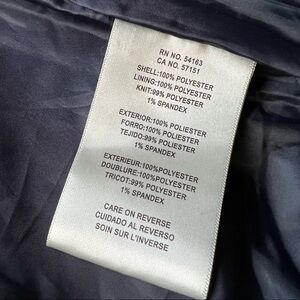 RN NO. 54163
CA NO. 57151
SHELL:100% POLYESTER
LINING:100% POLYESTER
KNIT:99% POLYESTER
1% SPANDEX
EXTERIOR:100% POLIESTER
FORRO:100% POLIESTER
TEJIDO:99% POLIESTER
1% SPANDEX
EXTERIEUR:100%POLYESTER
DOUBLURE:100%POLYESTER
TRICOT:99% POLYESTER
1% SPANDEX
CARE ON REVERSE
CUIDADO AL REVERSO
SOIN SUR L'INVERSE